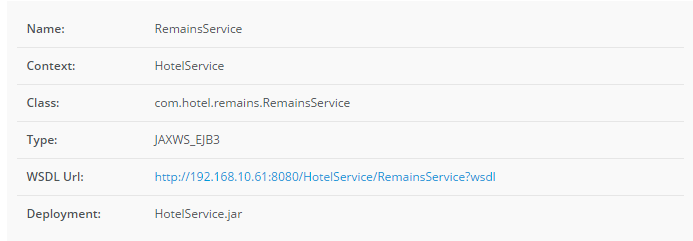 Name: RemainsService
Context: HotelService
Class: com.hotel.remains.RemainsService
Type: JAXWS_EJB3
WSDL Url: http://192.168.10.61:8080/HotelService/RemainsService?wsdl
Deployment: HotelService.jar